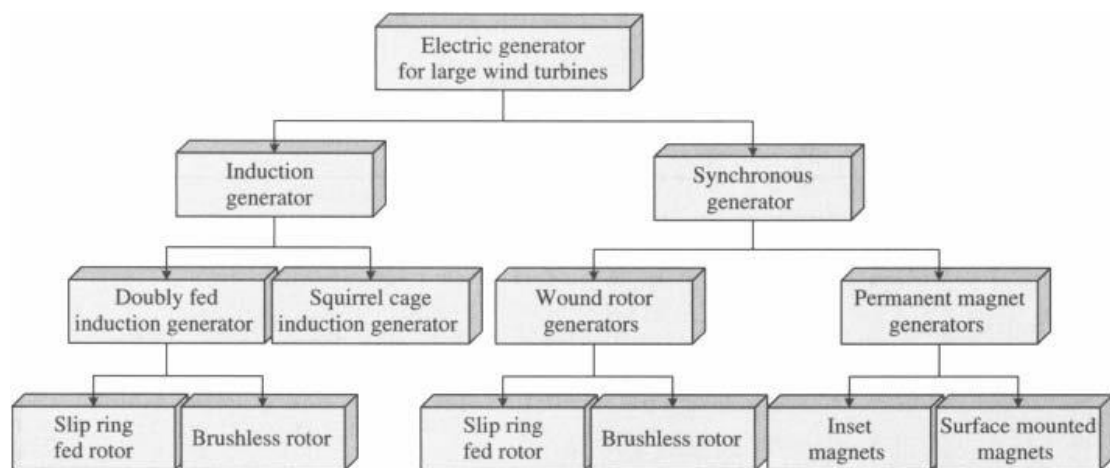 Electric generator
for large wind turbines
Induction
generator
Synchronous
generator
Doubly fed
induction generator
Squirrel cage
induction generator
Wound rotor
generators
Permanent magnet
generators
Slip ring
fed rotor
Brushless rotor
Slip ring
fed rotor
Brushless rotor
Inset
magnets
Surface mounted
magnets